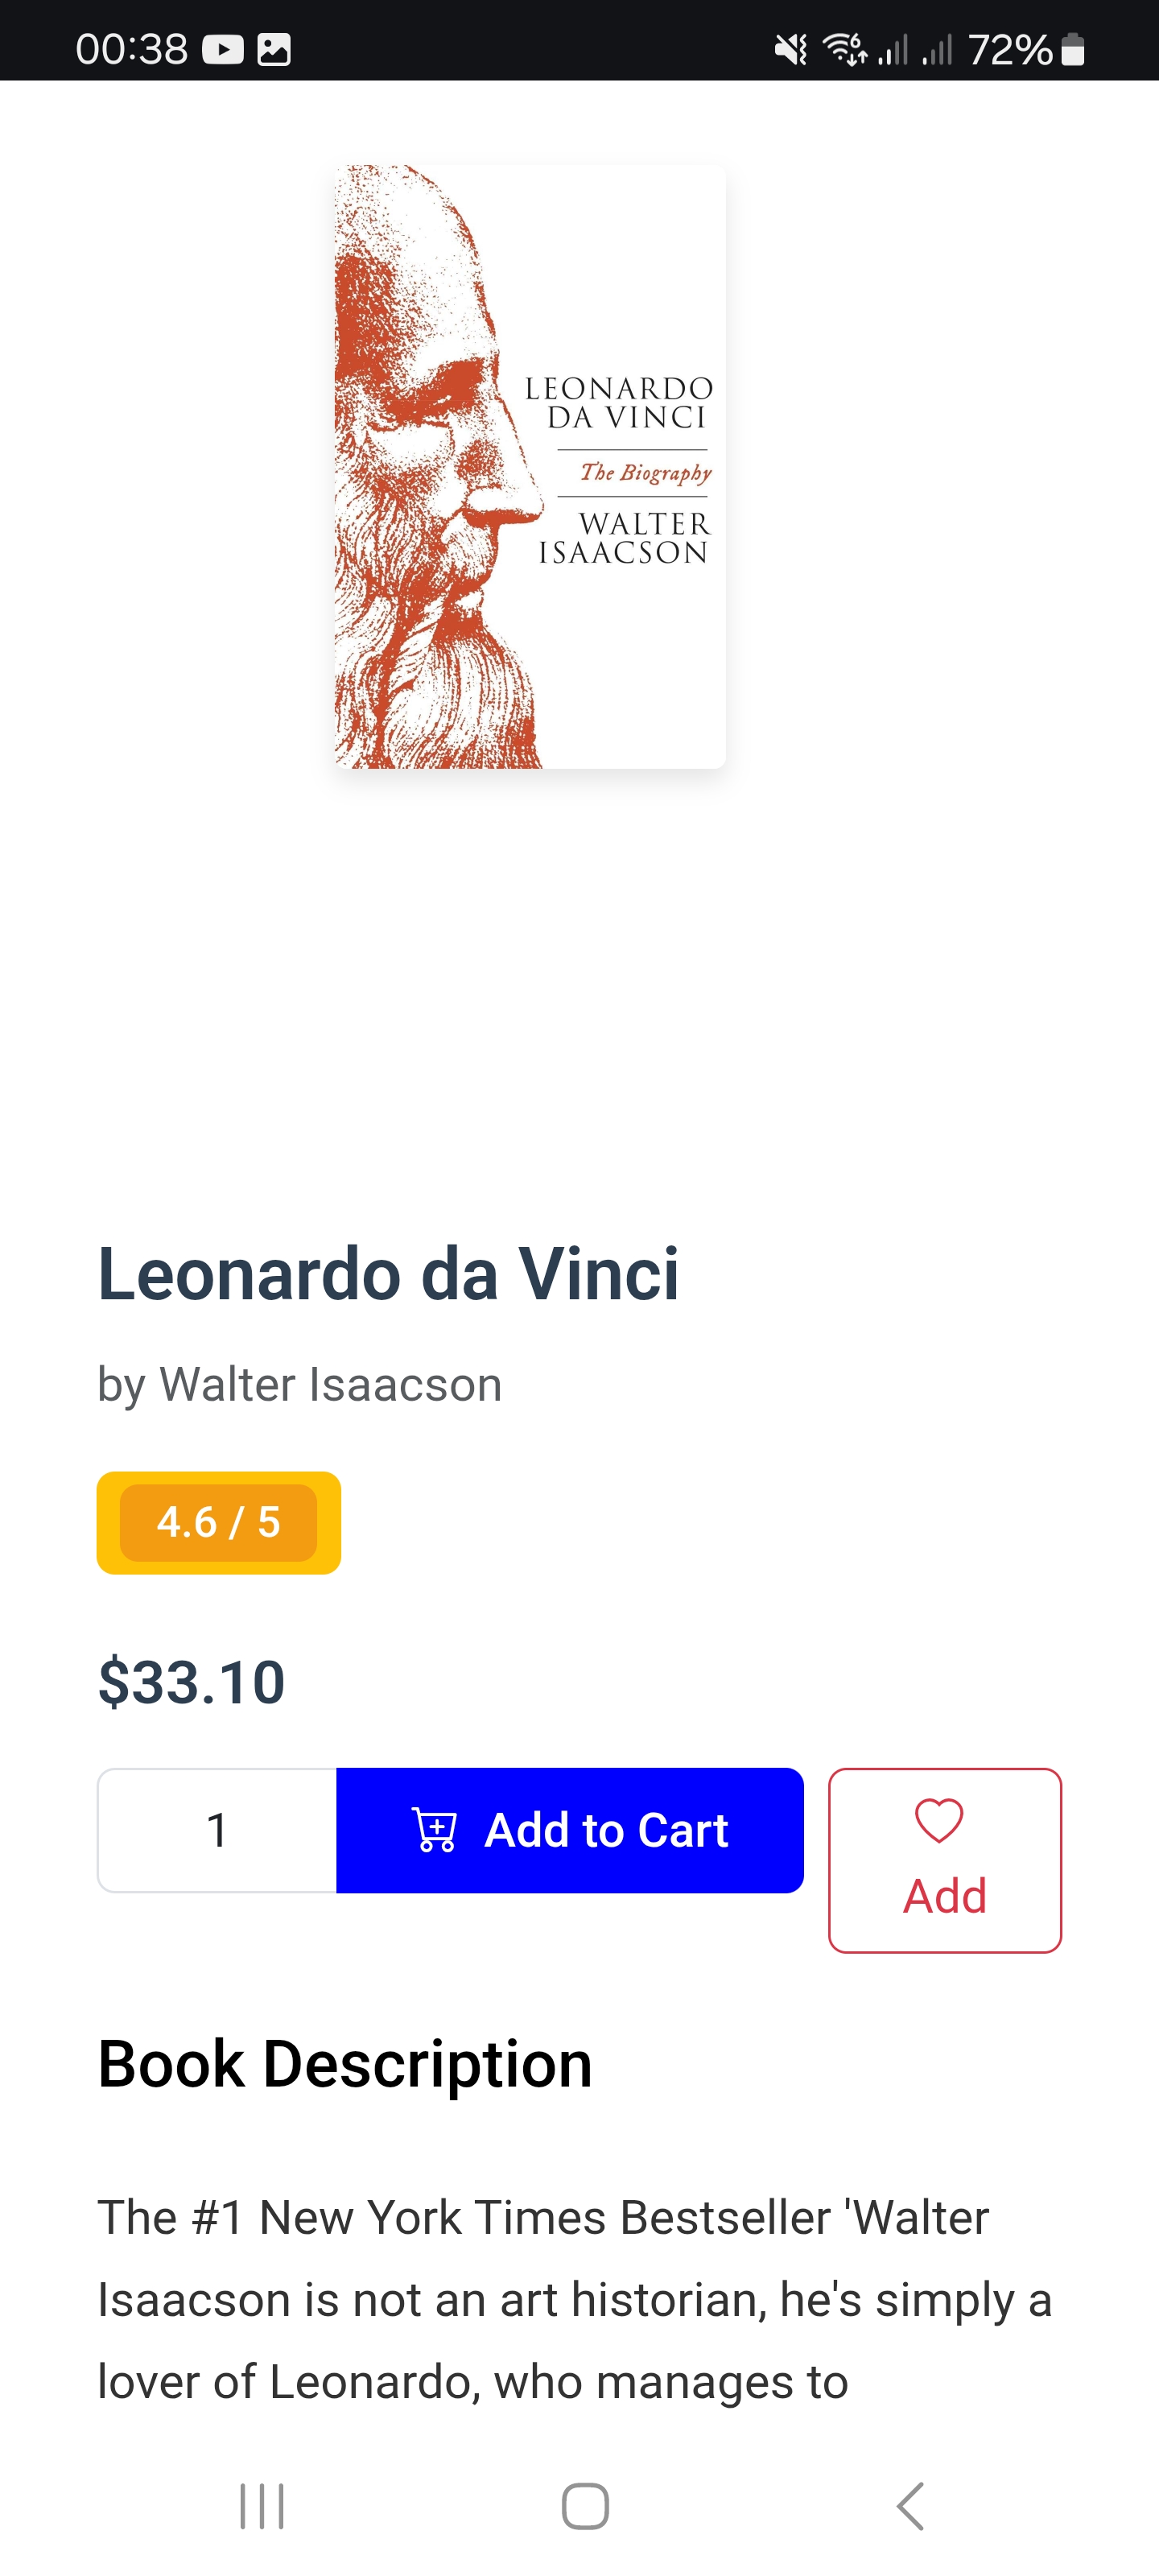 00:38 72%
LEONARDO
DA VINCI
The Biography
WALTER
ISAACSON
Leonardo da Vinci
by Walter Isaacson
4.6 / 5
$33.10
1 Add to Cart
Add
Book Description
The #1 New York Times Bestseller 'Walter
Isaacson is not an art historian, he's simply a
lover of Leonardo, who manages to